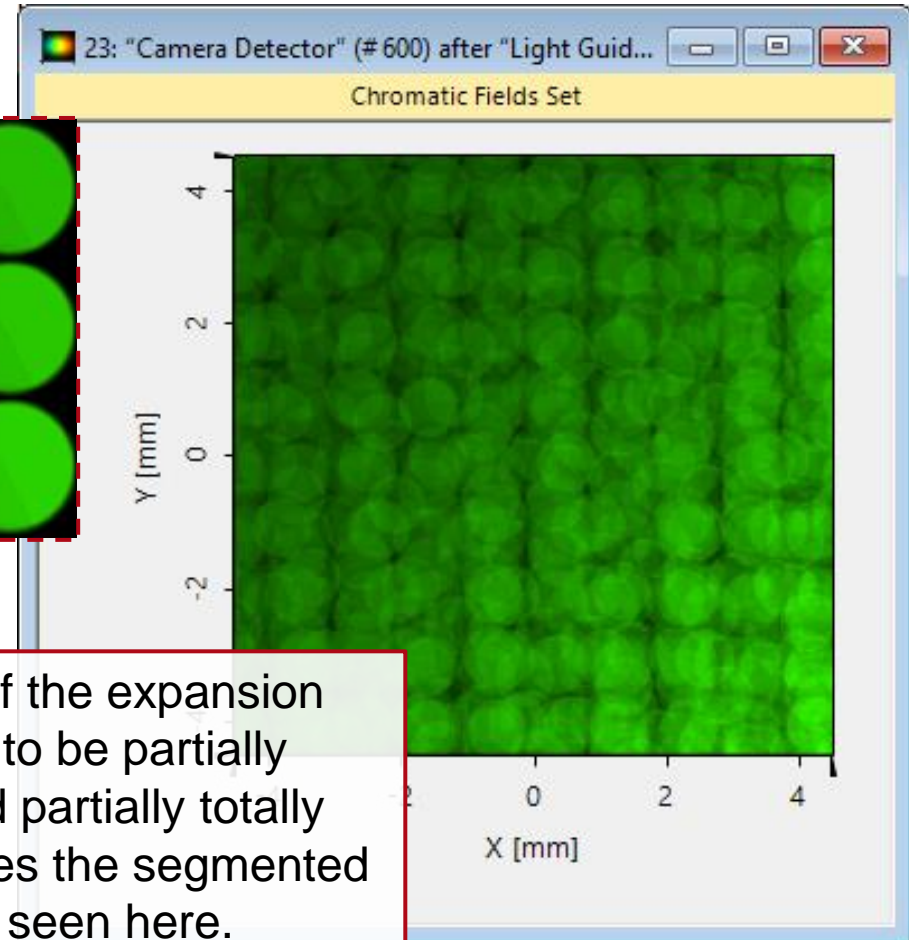 23: "Camera Detector" (# 600) after "Light Guid...
Chromatic Fields Set
4
2
0
-2
Y [mm]
0
2
4
X [mm]
f the expansion
to be partially
partially totally
es the segmented
seen here.